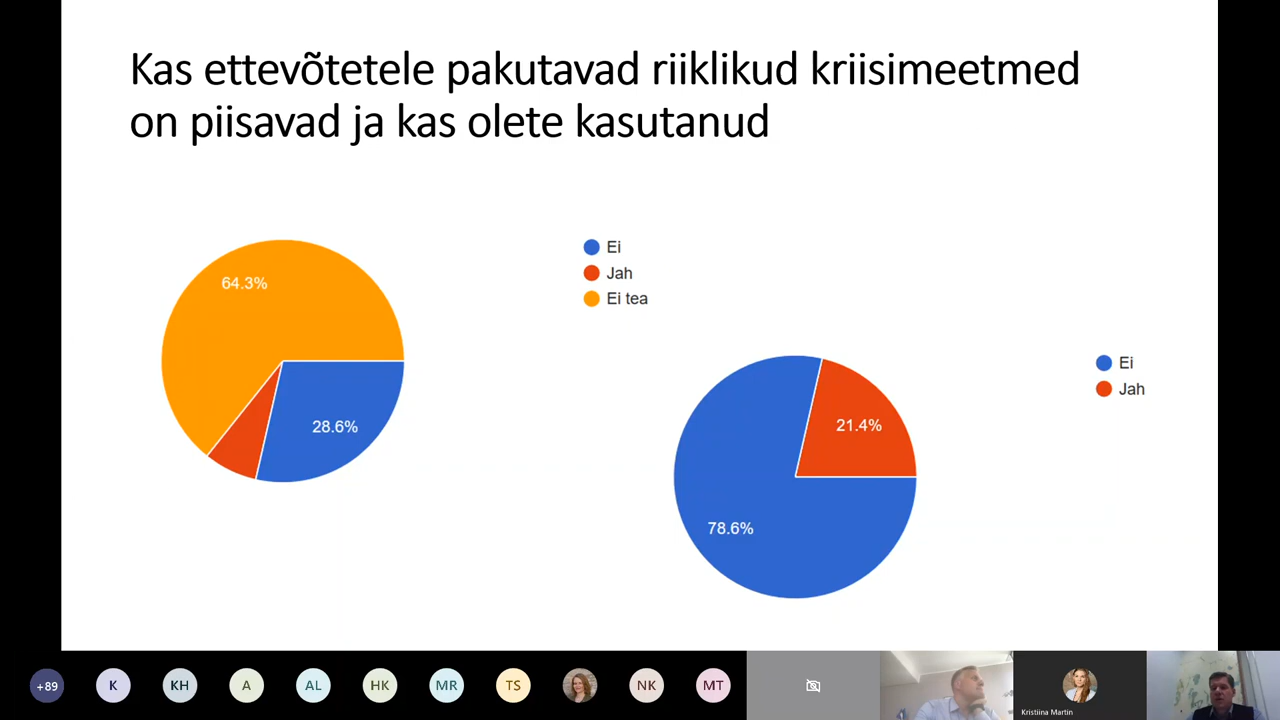 Kas ettevõtetele pakutavad riiklikud kriisimeetmed
on piisavad ja kas olete kasutanud
64.3%
28.6%
Ei
Jah
Ei tea
21.4%
78.6%
Ei
Jah
+89
K
KH
A
AL
HK
MR
TS
NK
MT
Kristiina Martin